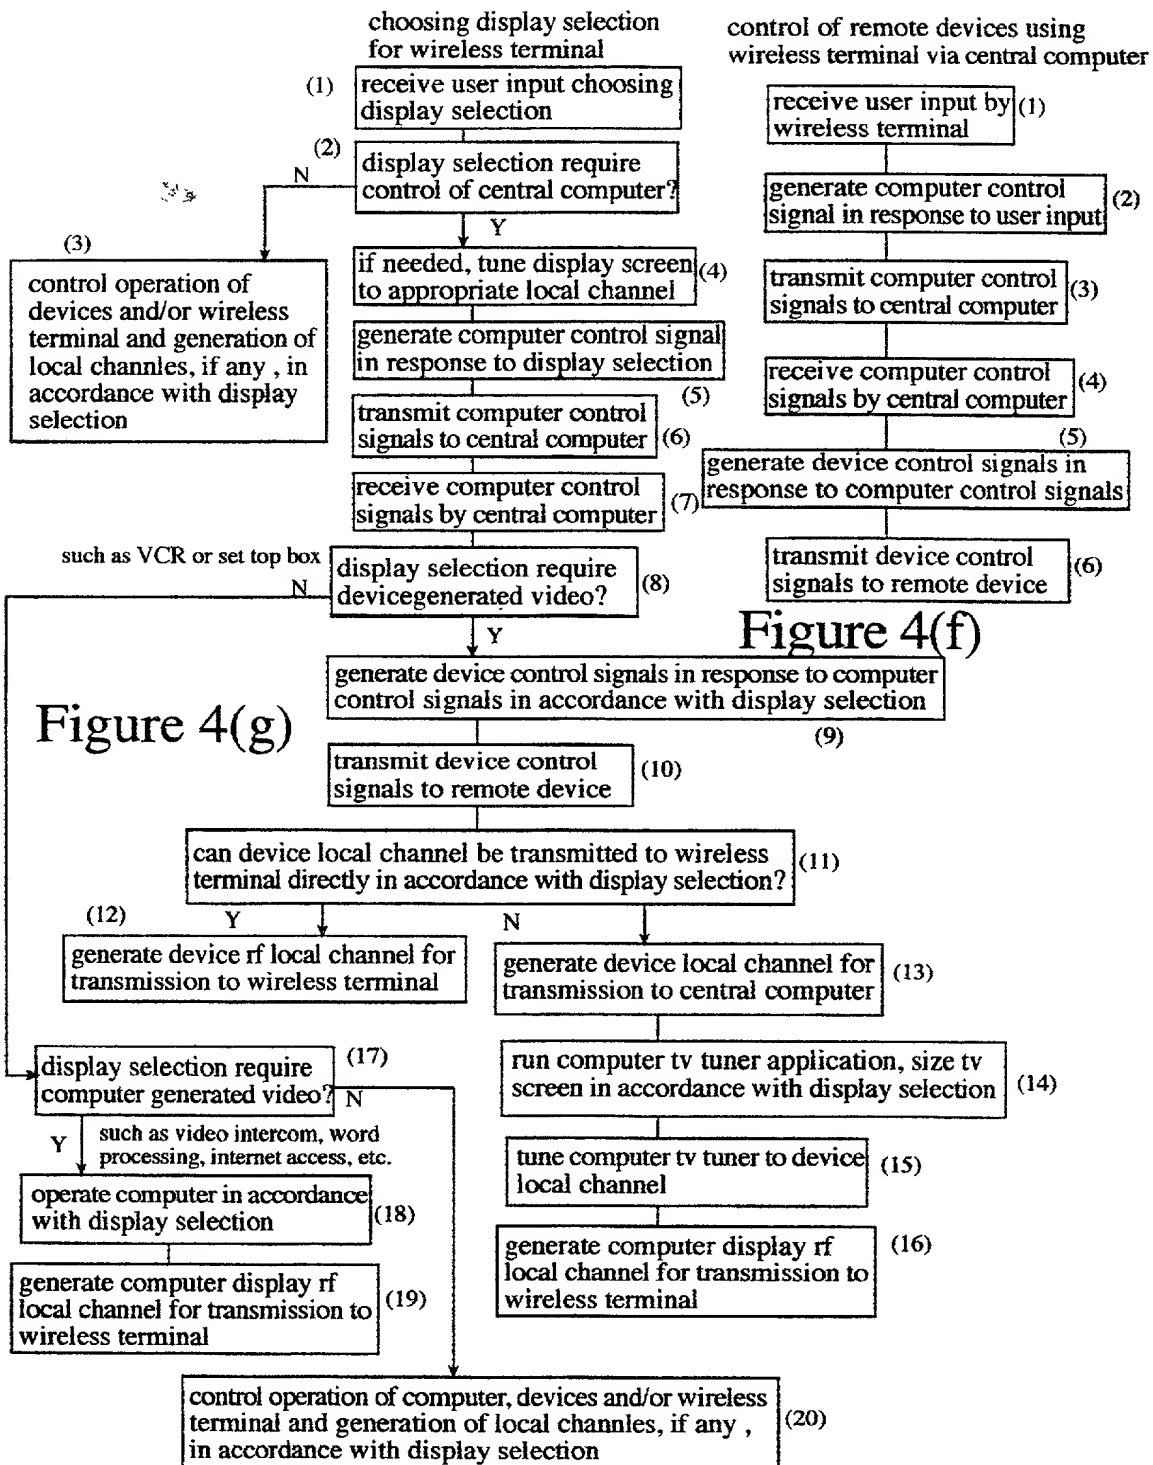 choosing display selection
for wireless terminal
(1)
receive user input choosing
display selection
(2)
display selection require
control of central computer?
N
Y
(3)
control operation of
devices and/or wireless
terminal and generation of
local channles, if any , in
accordance with display
selection
if needed, tune display screen
to appropriate local channel
(4)
generate computer control signal
in response to display selection
(5)
transmit computer control
signals to central computer
(6)
receive computer control
signals by central computer
(7)
such as VCR or set top box
N
display selection require
devicegenerated video?
(8)
Y
generate device control signals in response to computer
control signals in accordance with display selection
(9)
Figure 4(g)
transmit device control
signals to remote device
(10)
can device local channel be transmitted to wireless
terminal directly in accordance with display selection?
(11)
(12)
Y
N
generate device rf local channel for
transmission to wireless terminal
generate device local channel for
transmission to central computer
(13)
run computer tv tuner application, size tv
screen in accordance with display selection
(14)
tune computer tv tuner to device
local channel
(15)
generate computer display rf
local channel for transmission to
wireless terminal
(16)
display selection require
computer generated video?
(17)
N
Y
such as video intercom, word
processing, internet access, etc.
operate computer in accordance
with display selection
(18)
generate computer display rf
local channel for transmission to
wireless terminal
(19)
control operation of computer, devices and/or wireless
terminal and generation of local channles, if any ,
in accordance with display selection
(20)
control of remote devices using
wireless terminal via central computer
receive user input by
wireless terminal
(1)
generate computer control
signal in response to user input
(2)
transmit computer control
signals to central computer
(3)
receive computer control
signals by central computer
(4)
(5)
generate device control signals in
response to computer control signals
transmit device control
signals to remote device
(6)
Figure 4(f)